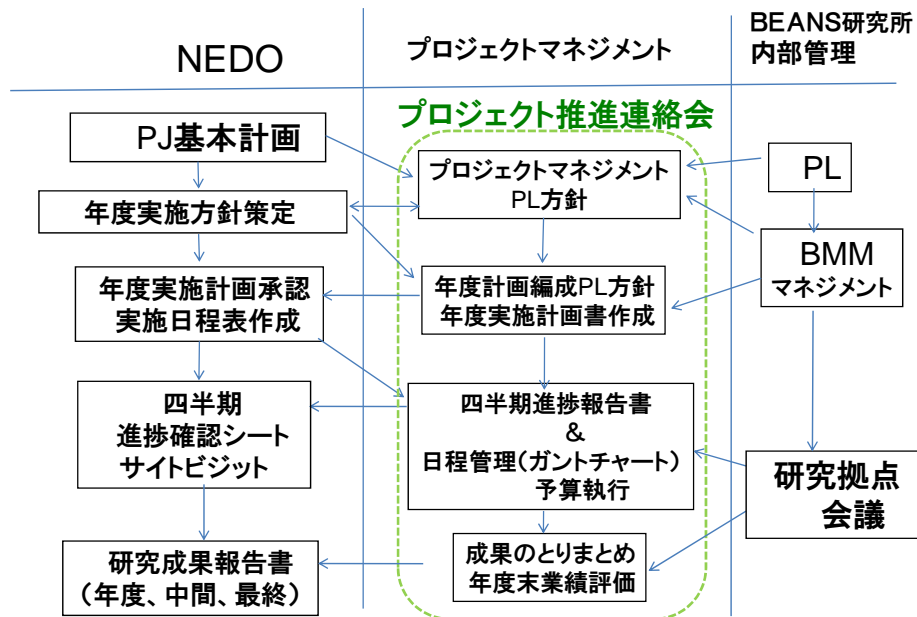 NEDO
プロジェクトマネジメント
BEANS研究所
内部管理
プロジェクト推進連絡会
PJ基本計画
年度実施方針策定
年度実施計画承認
実施日程表作成
四半期
進捗確認シート
サイトビジット
研究成果報告書
(年度、中間、最終)
プロジェクトマネジメント
PL方針
年度計画編成PL方針
年度実施計画書作成
四半期進捗報告書
&
日程管理(ガントチャート)
予算執行
成果のとりまとめ
年度末業績評価
PL
BMM
マネジメント
研究拠点
会議